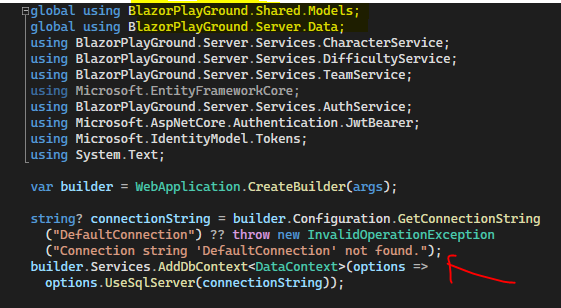 global using BlazorPlayGround.Shared.Models;
global using BlazorPlayGround.Server.Data;
using BlazorPlayGround.Server.Services.CharacterService;
using BlazorPlayGround.Server.Services.DifficultyService;
using BlazorPlayGround.Server.Services.TeamService;
using Microsoft.EntityFrameworkCore;
using BlazorPlayGround.Server.Services.AuthService;
using Microsoft.AspNetCore.Authentication.JwtBearer;
using Microsoft.IdentityModel.Tokens;
using System.Text;
var builder = WebApplication.CreateBuilder(args);
string? connectionString = builder.Configuration.GetConnectionString
("DefaultConnection") ?? throw new InvalidOperationException
("Connection string 'DefaultConnection' not found.");
builder.Services.AddDbContext<DataContext>(options =>
options.UseSqlServer(connectionString));